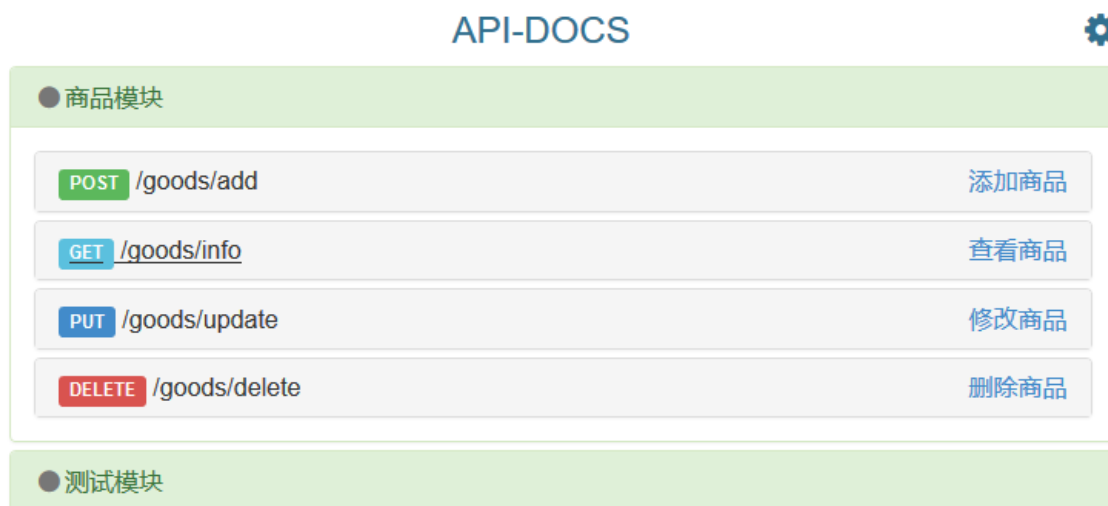 API-DOCS
商品模块
POST /goods/add 添加商品
GET /goods/info 查看商品
PUT /goods/update 修改商品
DELETE /goods/delete 删除商品
测试模块